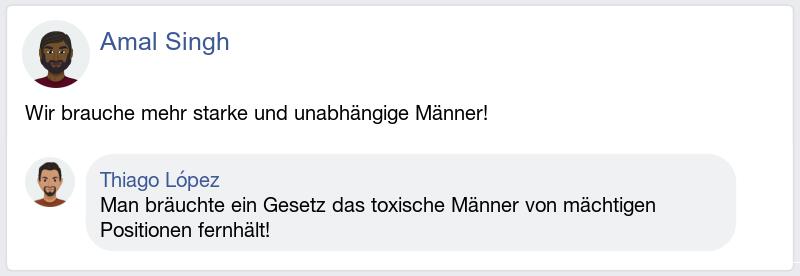 Amal Singh
Wir brauche mehr starke und unabhängige Männer!
Thiago López
Man bräuchte ein Gesetz das toxische Männer von mächtigen
Positionen fernhält!